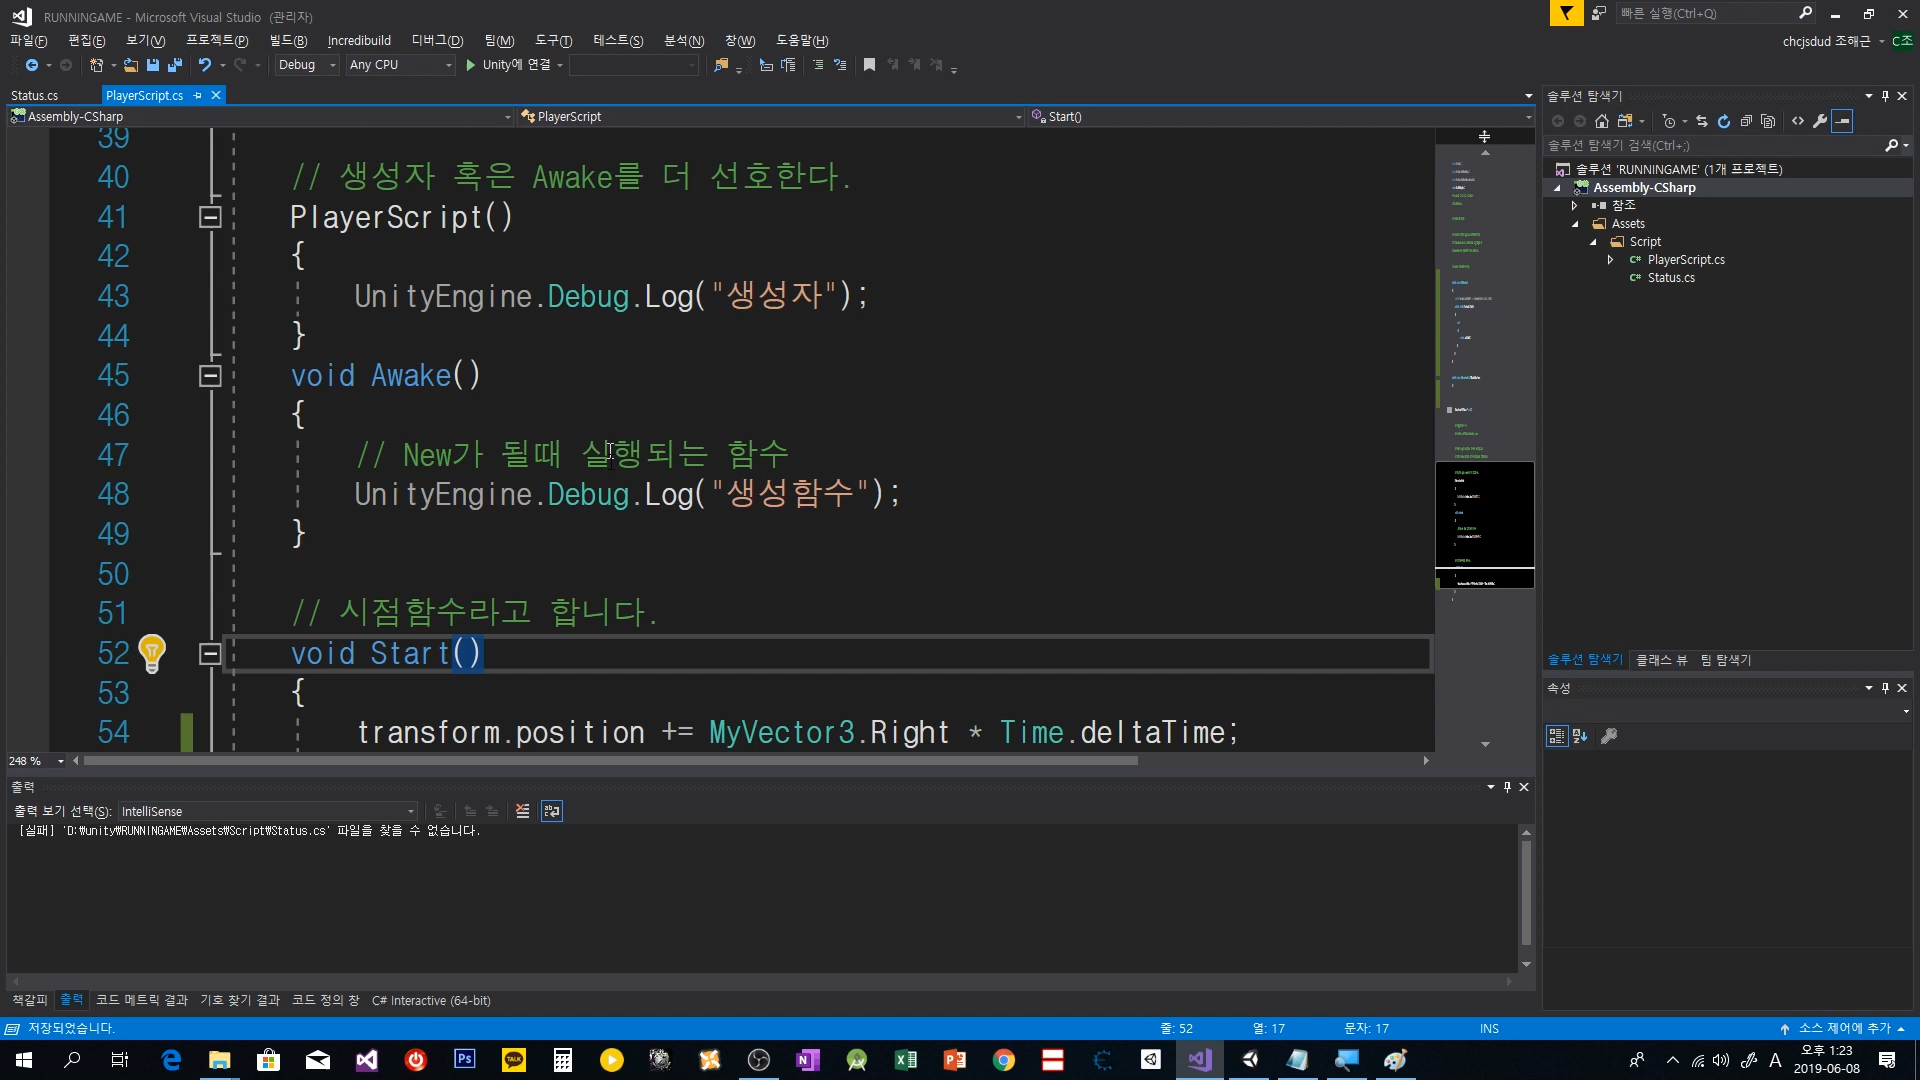 RUNNINGAME - Microsoft Visual Studio (관리자)
빠른 실행(Ctrl+Q)
파일(F) 편집(E) 보기(V) 프로젝트(P) 빌드(B) Incredibuild 디버그(D) 팀(M) 도구(T) 테스트(S) 분석(N) 창(W) 도움말(H)
chcjsdud 조해근 C조
Debug Any CPU Unity에 연결
Status.cs PlayerScript.cs
Assembly-CSharp PlayerScript Start()
39
40 // 생성자 혹은 Awake를 더 선호한다.
41 PlayerScript()
42 {
43 UnityEngine.Debug.Log("생성자");
44 }
45 void Awake()
46 {
47 // New가 될때 실행되는 함수
48 UnityEngine.Debug.Log("생성함수");
49 }
50
51 // 시점함수라고 합니다.
52 void Start()
53 {
54 transform.position += MyVector3.Right * Time.deltaTime;
248 %
솔루션 탐색기
솔루션 탐색기 검색(Ctrl+;)
솔루션 'RUNNINGAME' (1개 프로젝트)
Assembly-CSharp
참조
Assets
Script
C# PlayerScript.cs
C# Status.cs
솔루션 탐색기 클래스 뷰 팀 탐색기
속성
출력
출력 보기 선택(S): IntelliSense
[실패] 'D:\unity\RUNNINGAME\Assets\Script\Status.cs' 파일을 찾을 수 없습니다.
책갈피 출력 코드 메트릭 결과 기호 찾기 결과 코드 정의 창 C# Interactive (64-bit)
저장되었습니다. 줄: 52 열: 17 문자: 17 INS 소스 제어에 추가
Ps TALK A
오후 1:23
2019-06-08